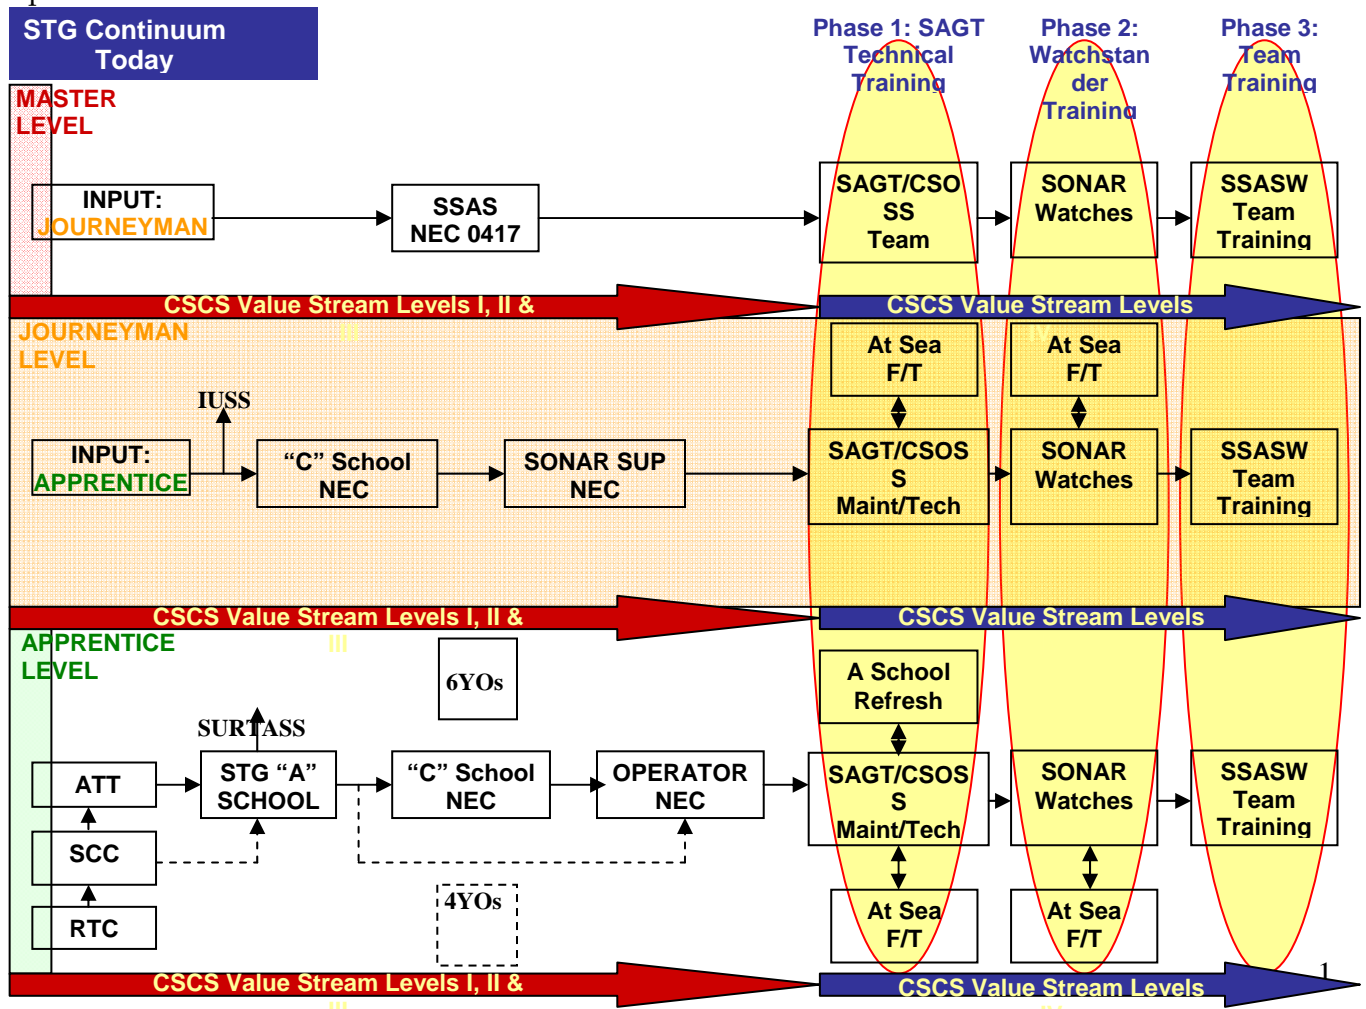 STG Continuum
Today
Phase 1: SAGT
Technical
Training
Phase 2:
Watchstan
der
Training
Phase 3:
Team
Training
MASTER
LEVEL
INPUT:
JOURNEYMAN
SSAS
NEC 0417
SAGT/CSO
SS
Team
SONAR
Watches
SSASW
Team
Training
CSCS Value Stream Levels I, II &
III
CSCS Value Stream Levels
IV
JOURNEYMAN
LEVEL
At Sea
F/T
At Sea
F/T
IUSS
INPUT:
APPRENTICE
“C” School
NEC
SONAR SUP
NEC
SAGT/CSOS
S
Maint/Tech
SONAR
Watches
SSASW
Team
Training
CSCS Value Stream Levels I, II &
III
CSCS Value Stream Levels
APPRENTICE
LEVEL
6YOs
A School
Refresh
SURTASS
ATT
STG “A”
SCHOOL
“C” School
NEC
OPERATOR
NEC
SAGT/CSOS
S
Maint/Tech
SONAR
Watches
SSASW
Team
Training
SCC
4YOs
RTC
At Sea
F/T
At Sea
F/T
1
CSCS Value Stream Levels I, II &
CSCS Value Stream Levels